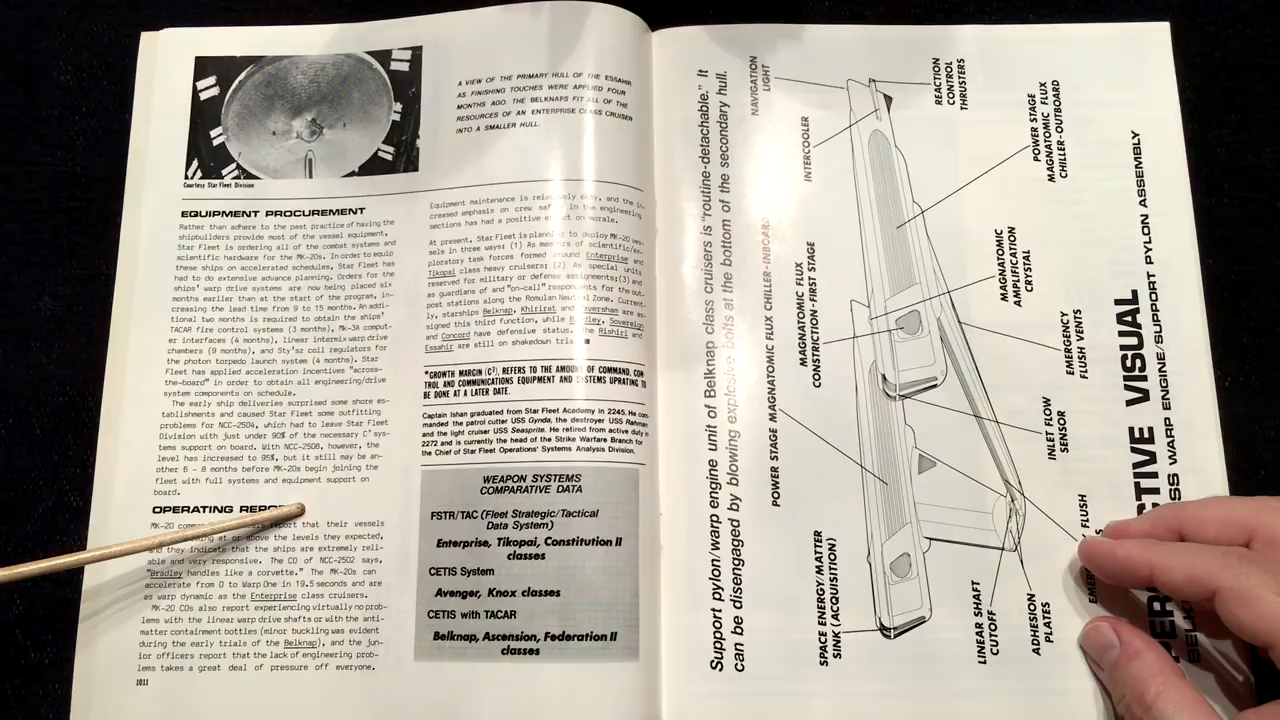 A VIEW OF THE PRIMARY HULL OF THE ESSAHIR
AS FINISHING TOUCHES WERE APPLIED FOUR
MONTHS AGO. THE BELKNAPS FIT ALL OF THE
RESOURCES OF AN ENTERPRISE CLASS CRUISER
INTO A SMALLER HULL.
Courtesy Star Fleet Division
EQUIPMENT PROCUREMENT
Rather than adhere to the past practice of having the
shipbuilders provide most of the vessel equipment,
Star Fleet is ordering all of the combat systems and
scientific hardware for the MK-20s. In order to equip
these ships on accelerated schedules, Star Fleet has
had to do extensive advance planning. Orders for the
ships' warp drive systems are now being placed six
months earlier than at the start of the program, in-
creasing the lead time from 9 to 15 months. An addi-
tional two months is required to obtain the ships'
TACAR fire control systems (3 months), Mk-3A comput-
er interfaces (4 months), linear intermix warp drive
chambers (9 months), and Sty'sz coil regulators for
the photon torpedo launch system (4 months). Star
Fleet has applied acceleration incentives "across-
the-board" in order to obtain all engineering/drive
system components on schedule.
The early ship deliveries surprised some shore es-
tablishments and caused Star Fleet some outfitting
problems for NCC-2504, which had to leave Star Fleet
Division with just under 90% of the necessary C³ sys-
tems support on board. With NCC-2508, however, the
level has increased to 95%, but it still may be an-
other 6 - 8 months before MK-20s begin joining the
fleet with full systems and equipment support on
board.
OPERATING REPORT
MK-20 report that their vessels
at or above the levels they expected,
and they indicate that the ships are extremely reli-
able and very responsive. The CO of NCC-2502 says,
"Bradley handles like a corvette." The MK-20s can
accelerate from 0 to Warp One in 19.5 seconds and are
as warp dynamic as the Enterprise class cruisers.
MK-20 COs also report experiencing virtually no prob-
lems with the linear warp drive shafts or with the anti-
matter containment bottles (minor buckling was evident
during the early trials of the Belknap), and the jun-
ior officers report that the lack of engineering prob-
lems takes a great deal of pressure off everyone.
1011
Equipment maintenance is relatively easy, and the in-
creased emphasis on crew safety in the engineering
sections has had a positive effect on morale.
At present, Star Fleet is planning to deploy MK-20 ves-
sels in three ways: (1) As members of scientific/ex-
ploratory task forces formed around Enterprise and
Tikopai class heavy cruisers; (2) As special units
reserved for military or defense assignments; (3) and
as guardians of and "on-call" respondents for the out-
post stations along the Romulan Neutral Zone. Current-
ly, starships Belknap, Khirirat and Faversham are as-
signed this third function, while Bradley, Sovereign
and Concord have defensive status. The Rishiri and
Essahir are still on shakedown trials.
*GROWTH MARGIN (C³), REFERS TO THE AMOUNT OF COMMAND, CON-
TROL AND COMMUNICATIONS EQUIPMENT AND SYSTEMS UPRATING TO
BE DONE AT A LATER DATE.
Captain Ishan graduated from Star Fleet Academy in 2245. He com-
manded the patrol cutter USS Gynda, the destroyer USS Rahman
and the light cruiser USS Seasprite. He retired from active duty in
2272 and is currently the head of the Strike Warfare Branch for
the Chief of Star Fleet Operations' Systems Analysis Division.
WEAPON SYSTEMS
COMPARATIVE DATA
FSTR/TAC (Fleet Strategic/Tactical
Data System)
Enterprise, Tikopai, Constitution II
classes
CETIS System
Avenger, Knox classes
CETIS with TACAR
Belknap, Ascension, Federation II
classes
Support pylon/warp engine unit of Belknap class cruisers is "routine-detachable." It
can be disengaged by blowing explosive bolts at the bottom of the secondary hull.
NAVIGATION
LIGHT
INTERCOOLER
REACTION
CONTROL
THRUSTERS
POWER STAGE
MAGNATOMIC FLUX
CHILLER-OUTBOARD
POWER STAGE MAGNATOMIC FLUX CHILLER-INBOARD
MAGNATOMIC FLUX
CONSTRICTION-FIRST STAGE
MAGNATOMIC
AMPLIFICATION
CRYSTAL
EMERGENCY
FLUSH VENTS
INLET FLOW
SENSOR
FLUSH
SPACE ENERGY/MATTER
SINK (ACQUISITION)
LINEAR SHAFT
CUTOFF
ADHESION
PLATES
VISUAL
WARP ENGINE/SUPPORT PYLON ASSEMBLY